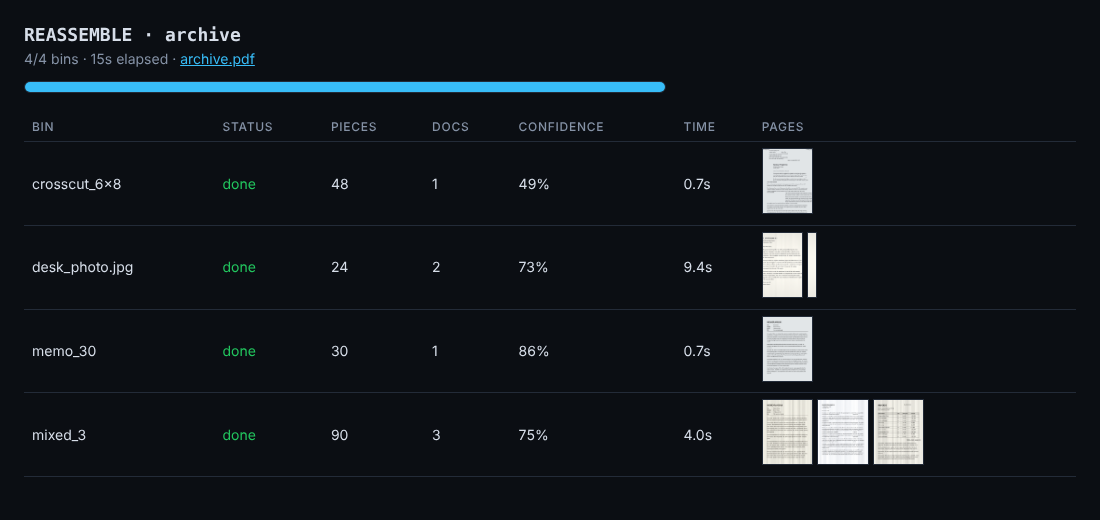 REASSEMBLE · archive
4/4 bins · 15s elapsed · archive.pdf
BIN STATUS PIECES DOCS CONFIDENCE TIME PAGES
crosscut_6×8 done 48 1 49% 0.7s
desk_photo.jpg done 24 2 73% 9.4s
memo_30 done 30 1 86% 0.7s
mixed_3 done 90 3 75% 4.0s